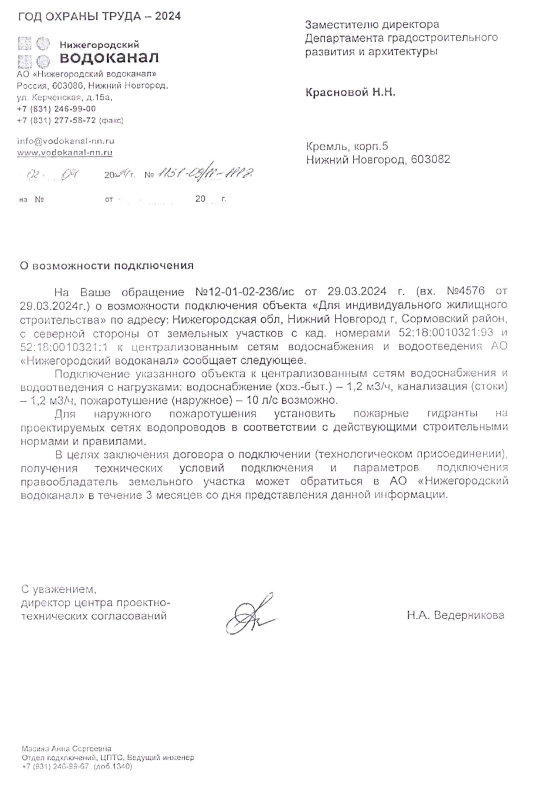 ГОД ОХРАНЫ ТРУДА – 2024
Нижегородский
водоканал
АО «Нижегородский водоканал»
Россия, 603086, Нижний Новгород,
ул. Керченская, д.15а,
+7 (831) 246-99-00
+7 (831) 277-58-72 (факс)
info@vodokanal-nn.ru
www.vodokanal-nn.ru
02 04 2024 г. №
на № от 20 г.
Заместителю директора
Департамента градостроительного
развития и архитектуры
Красновой Н.Н.
Кремль, корп.5
Нижний Новгород, 603082
О возможности подключения
На Ваше обращение №12-01-02-236/ис от 29.03.2024 г. (вх. №4576 от
29.03.2024г.) о возможности подключения объекта «Для индивидуального жилищного
строительства» по адресу: Нижегородская обл, Нижний Новгород г, Сормовский район,
с северной стороны от земельных участков с кад. номерами 52:18:0010321:93 и
52:18:0010321:1 к централизованным сетям водоснабжения и водоотведения АО
«Нижегородский водоканал» сообщает следующее.
Подключение указанного объекта к централизованным сетям водоснабжения и
водоотведения с нагрузками: водоснабжение (хоз.-быт.) – 1,2 м3/ч, канализация (стоки)
– 1,2 м3/ч, пожаротушение (наружное) – 10 л/с возможно.
Для наружного пожаротушения установить пожарные гидранты на
проектируемых сетях водопроводов в соответствии с действующими строительными
нормами и правилами.
В целях заключения договора о подключении (технологическом присоединении),
получения технических условий подключения и параметров подключения
правообладатель земельного участка может обратиться в АО «Нижегородский
водоканал» в течение 3 месяцев со дня представления данной информации.
С уважением,
директор центра проектно-
технических согласований
Н.А. Ведерникова
Масина Анна Сергеевна
Отдел подключений, ЦПТС, Ведущий инженер
+7 (831) 246-99-67 (доб.1340)